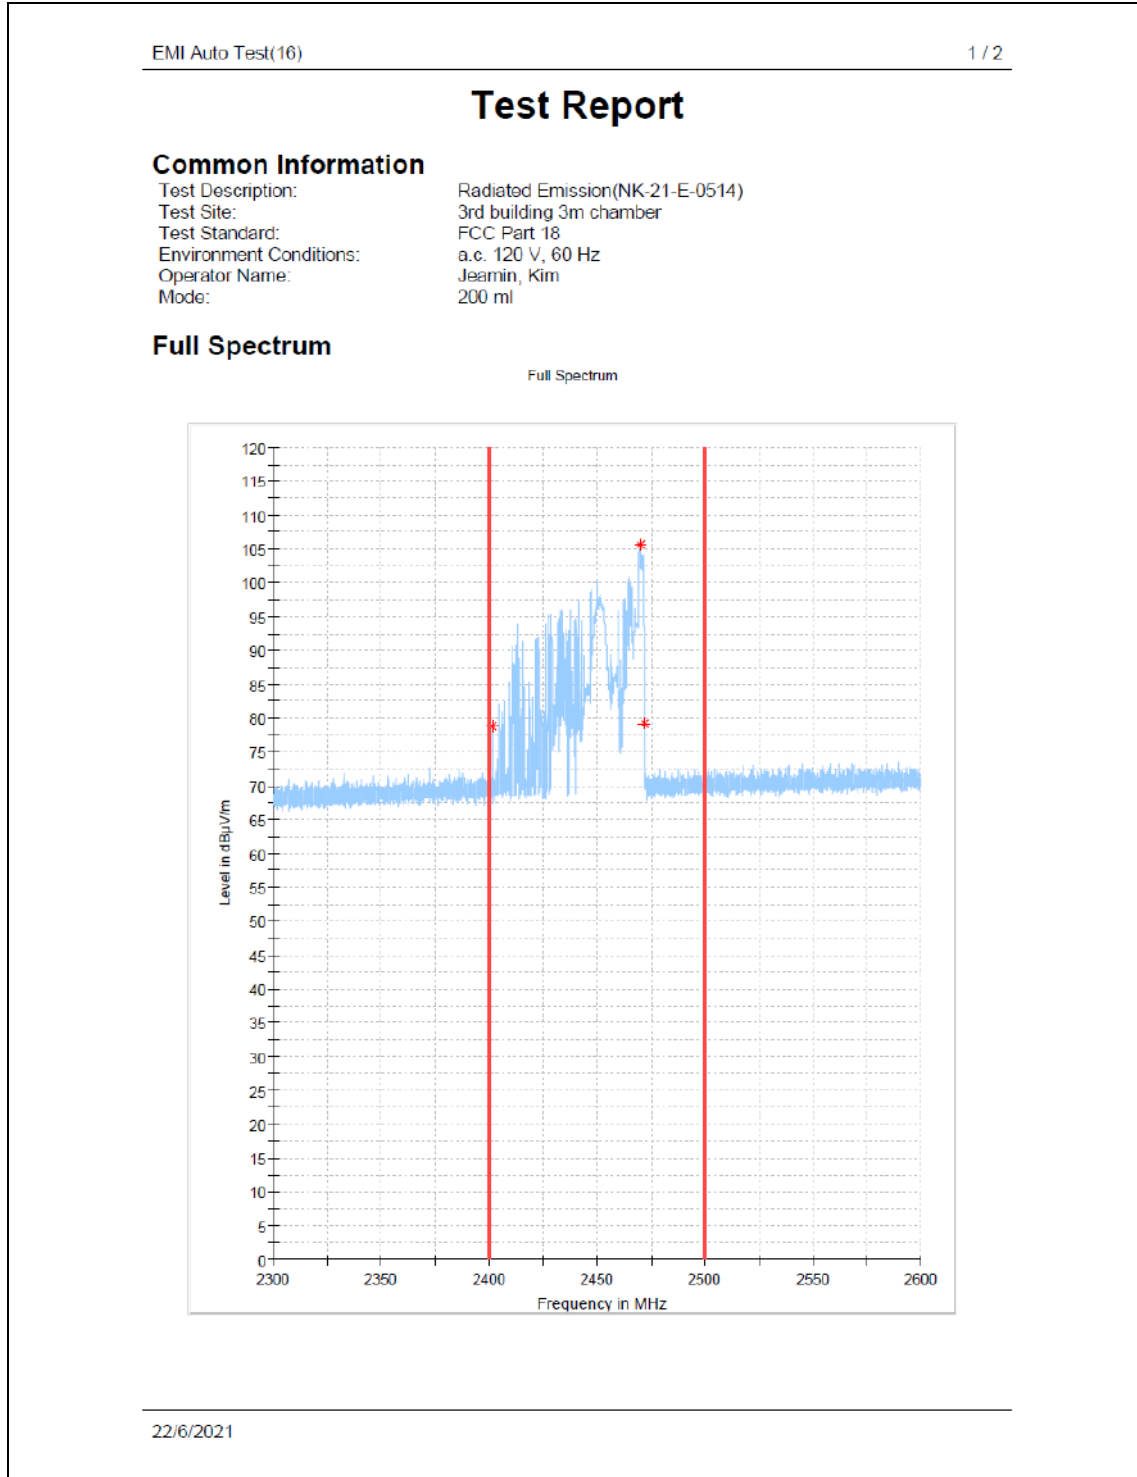 EMI Auto Test(16) 1 / 2
Test Report
Common Information
Test Description: Radiated Emission(NK-21-E-0514)
Test Site: 3rd building 3m chamber
Test Standard: FCC Part 18
Environment Conditions: a.c. 120 V, 60 Hz
Operator Name: Jeamin, Kim
Mode: 200 ml
Full Spectrum
Full Spectrum
120
115
110
105
100
95
90
85
80
75
70
65
60
55
50
45
40
35
30
25
20
15
10
5
0
Level in dBµV/m
2300 2350 2400 2450 2500 2550 2600
Frequency in MHz
22/6/2021